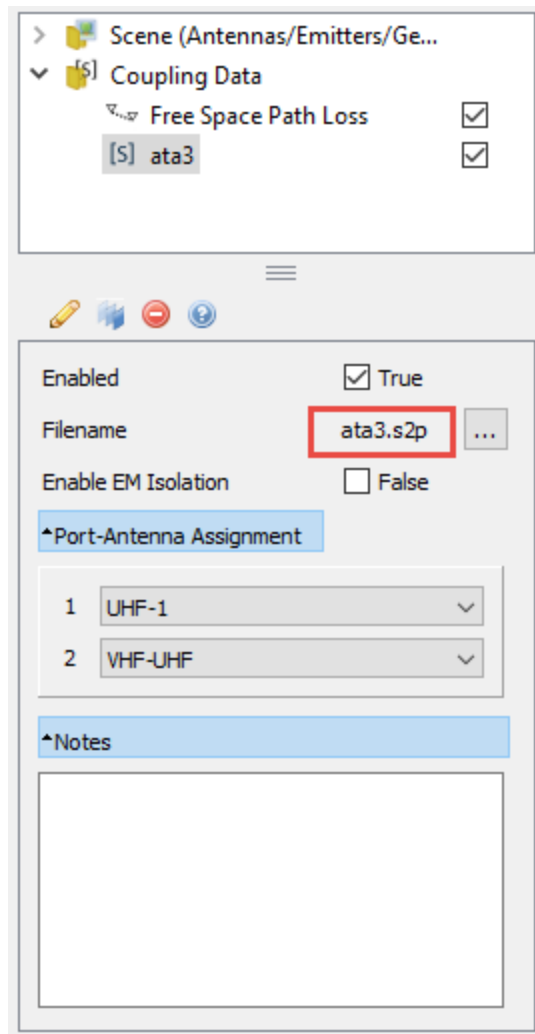 Scene (Antennas/Emitters/Ge...
[S] Coupling Data
Free Space Path Loss
[S] ata3
Enabled True
Filename ata3.s2p ...
Enable EM Isolation False
Port-Antenna Assignment
1 UHF-1
2 VHF-UHF
Notes